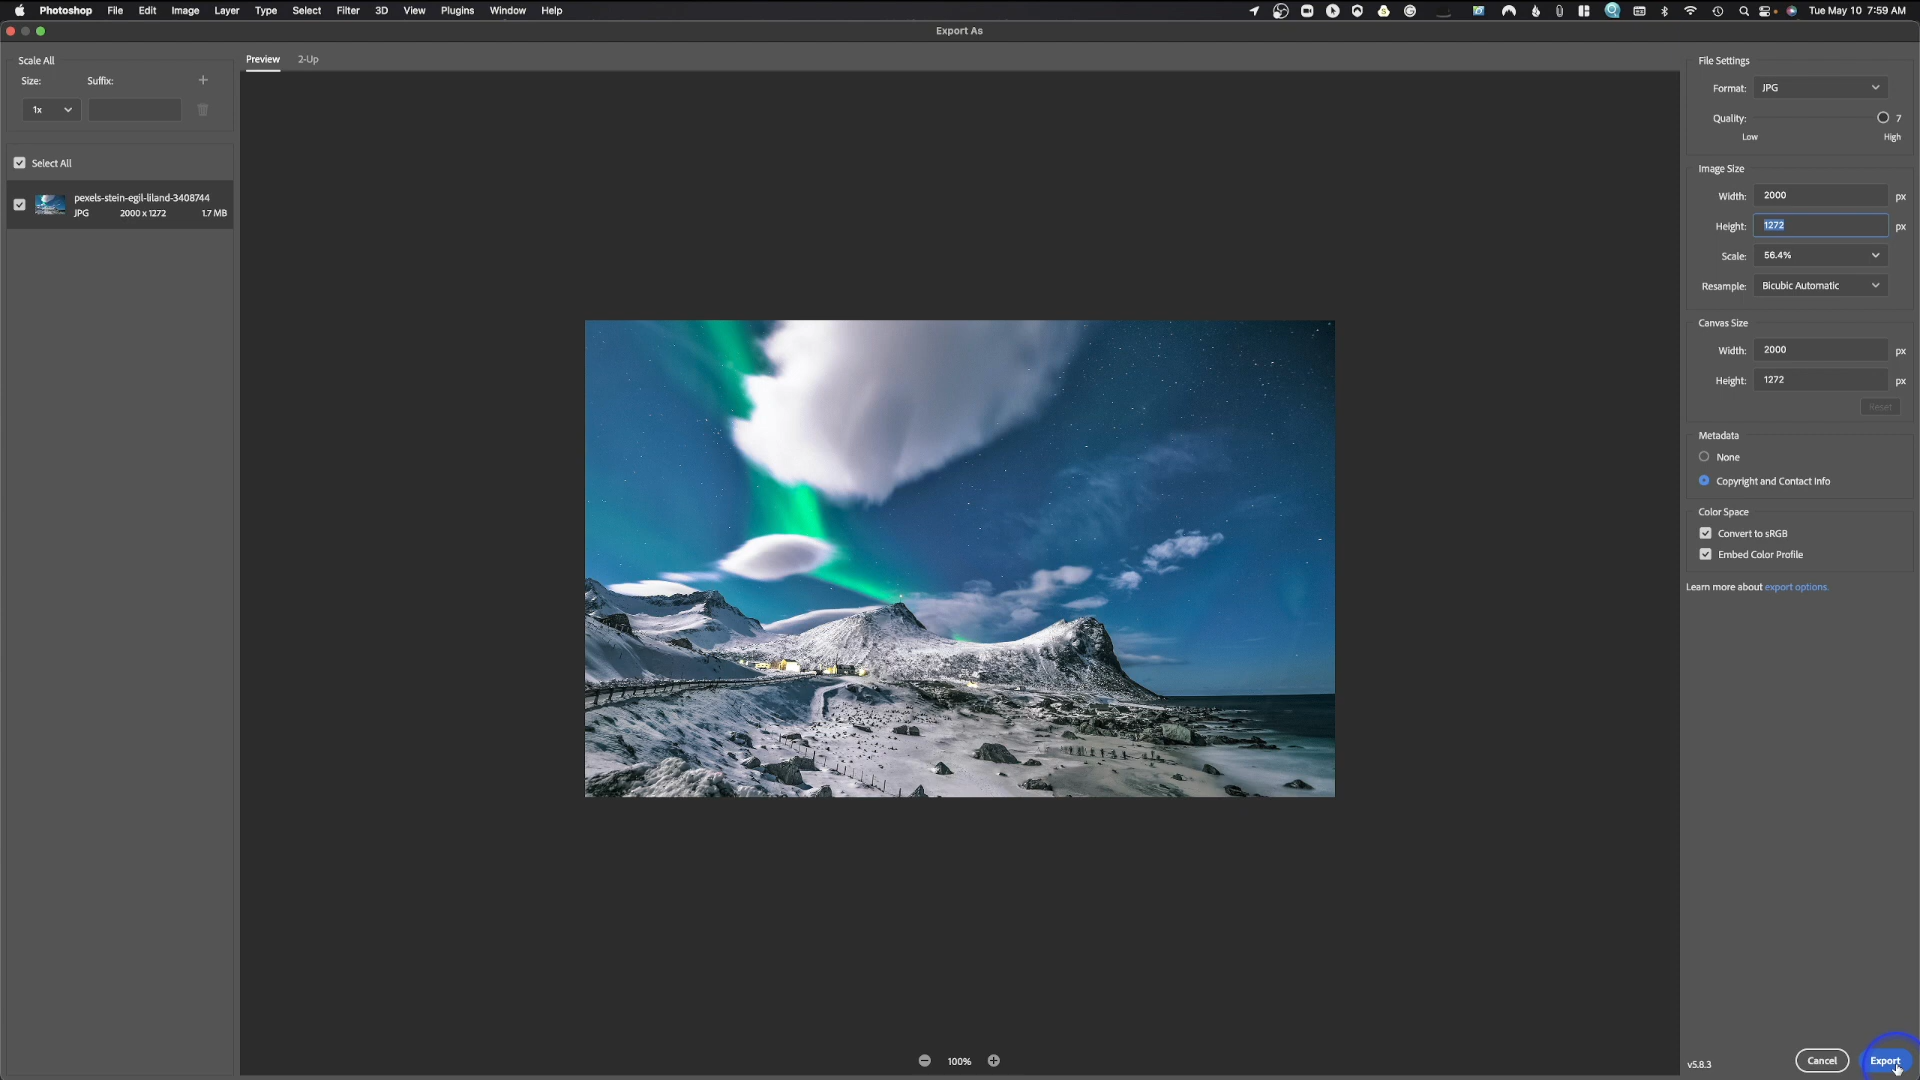 Photoshop File Edit Image Layer Type Select Filter 3D View Plugins Window Help Tue May 10 7:59 AM
Export As
Scale All
Size: Suffix:
1x
Select All
pexels-stein-egil-liland-3408744
JPG 2000 x 1272 1.7 MB
Preview 2-Up
100%
File Settings
Format: JPG
Quality: 7
Low High
Image Size
Width: 2000 px
Height: 1272 px
Scale: 56.4%
Resample: Bicubic Automatic
Canvas Size
Width: 2000 px
Height: 1272 px
Reset
Metadata
None
Copyright and Contact Info
Color Space
Convert to sRGB
Embed Color Profile
Learn more about export options.
v5.8.3 Cancel Export